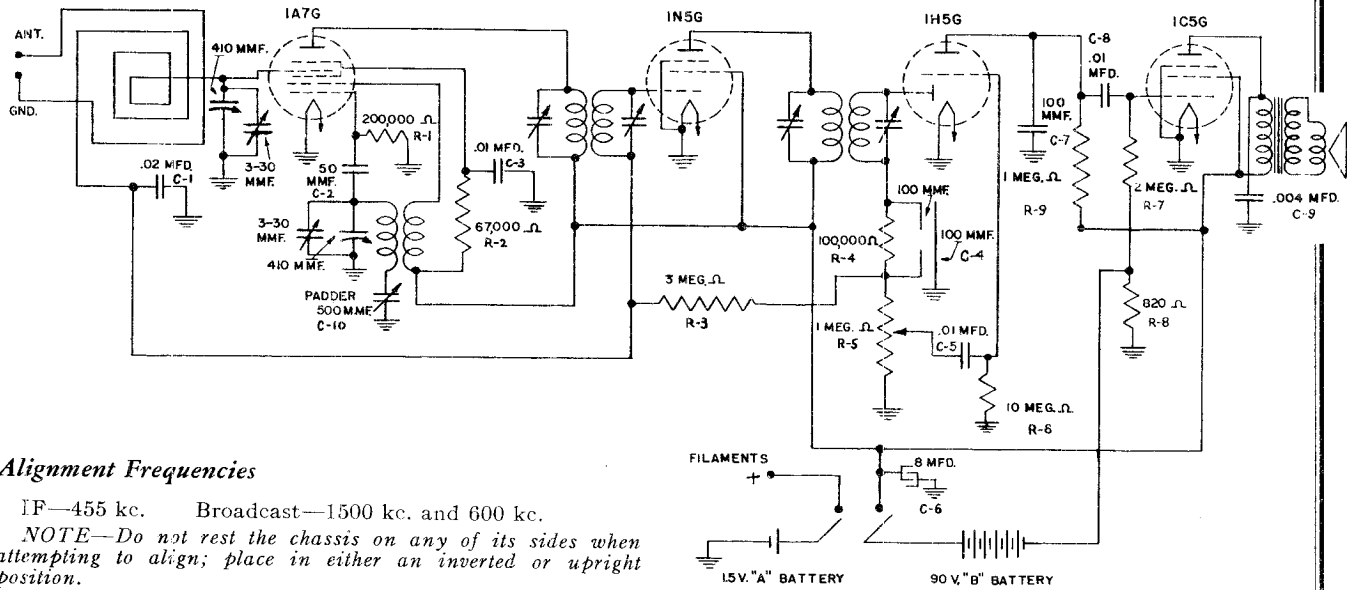 1A7G
1N5G
1H5G
1C5G
ANT.
GND.
410 MMF.
3-30
MMF.
.02 MFD.
C-1
200,000 Ω
R-1
50
MMF.
C-2
3-30
MMF.
410 MMF.
PADDER
500 MMF
C-10
.01 MFD.
C-3
67,000 Ω
R-2
3 MEG. Ω
R-3
100 MMF.
100,000 Ω
R-4
100 MMF.
C-4
1 MEG. Ω
R-5
.01 MFD.
C-5
10 MEG. Ω
R-6
100
MMF.
C-7
C-8
.01
MFD.
1 MEG. Ω
R-9
2 MEG. Ω
R-7
820 Ω
R-8
.004 MFD.
C-9
FILAMENTS
+
8 MFD.
C-6
1.5 V. "A" BATTERY
90 V. "B" BATTERY
Alignment Frequencies
IF—455 kc. Broadcast—1500 kc. and 600 kc.
NOTE—Do not rest the chassis on any of its sides when
attempting to align; place in either an inverted or upright
position.